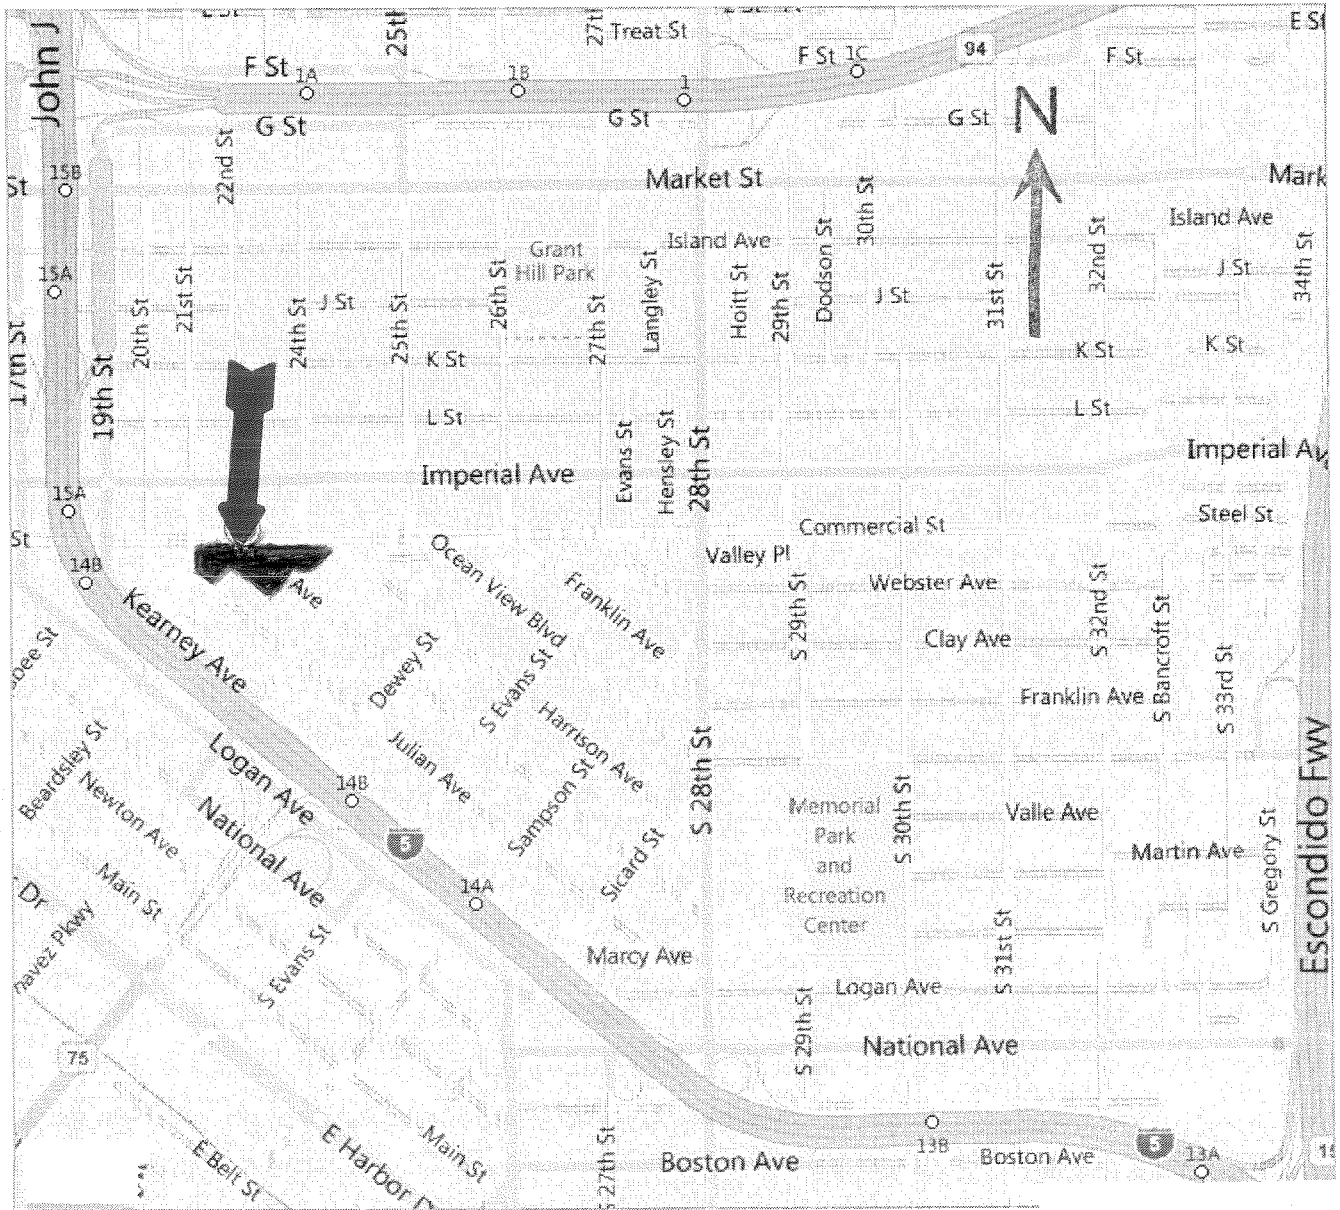 John J
25th
27th
Treat St
F St
1A
1B
1
F St
1C
94
F St
E St
G St
G St
G St
N
15B
22nd St
St
Market St
Mark
30th St
Island Ave
Island Ave
Grant
Hill Park
Dodson St
32nd St
34th St
15A
21st St
26th St
Langley St
Hoitt St
29th St
31st St
J St
20th St
24th St
J St
25th St
27th St
J St
17th St
19th St
K St
K St
K St
L St
L St
Evans St
Hensley St
28th St
Imperial Ave
Imperial Av
15A
St
Commercial St
Steel St
Valley Pl
14B
Ave
Ocean View Blvd
Franklin Ave
Webster Ave
S 29th St
S 32nd St
Kearney Ave
Clay Ave
S Bancroft St
S 33rd St
bee St
Dewey St
S Evans St
Franklin Ave
Harrison Ave
Julian Ave
Beardsley St
Logan Ave
14B
S 28th St
Escondido Fwy
Newton Ave
National Ave
Sampson St
Memorial
Park
and
Recreation
Center
S 30th St
Valle Ave
5
Martin Ave
Sicard St
S Gregory St
Main St
Dr
14A
avez Pkwy
S Evans St
Marcy Ave
S 31st St
Logan Ave
S 29th St
National Ave
75
E Belt St
E Harbor D
Main St
S 27th St
Boston Ave
13B
Boston Ave
5
13A
15